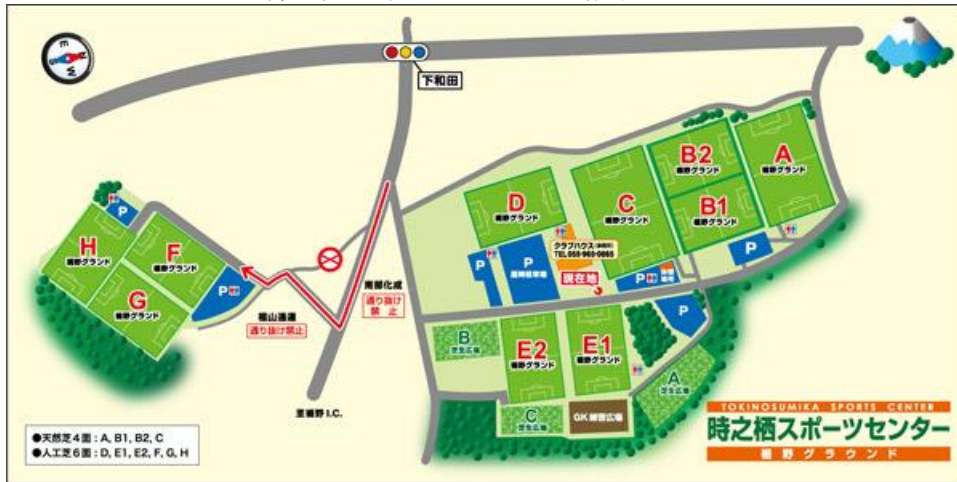 下和田
B2
裾野グランド
A
裾野グランド
D
裾野グランド
C
裾野グランド
B1
裾野グランド
クラブハウス
P
P
P
P
P
現在地
H
裾野グランド
P
F
裾野グランド
P
G
裾野グランド
南部化成
通り抜け
禁止
福山通運
通り抜け禁止
B
芝生広場
E2
裾野グランド
E1
裾野グランド
A
芝生広場
C
芝生広場
GK練習広場
至裾野 I.C.
●天然芝4面 : A, B1, B2, C
●人工芝6面 : D, E1, E2, F, G, H
TOKINOSUMIKA SPORTS CENTER
時之栖スポーツセンター
裾野グラウンド